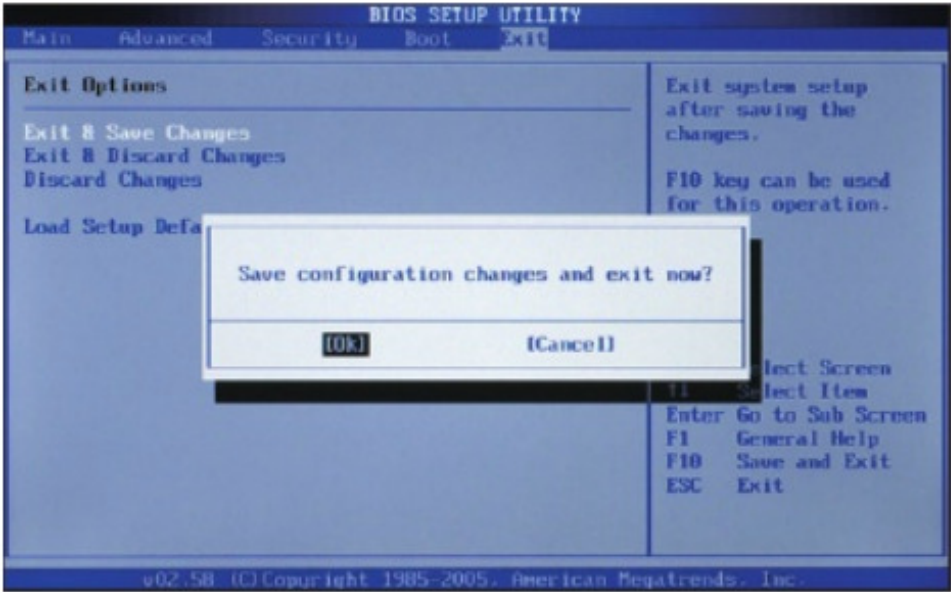 BIOS SETUP UTILITY
Main Advanced Security Boot Exit
Exit Options
Exit & Save Changes
Exit & Discard Changes
Discard Changes
Load Setup Defa
Save configuration changes and exit now?
[Ok] [Cancel]
Exit system setup
after saving the
changes.
F10 key can be used
for this operation.
lect Screen
↑↓ Select Item
Enter Go to Sub Screen
F1 General Help
F10 Save and Exit
ESC Exit
v02.58 (C)Copyright 1985-2005, American Megatrends, Inc.